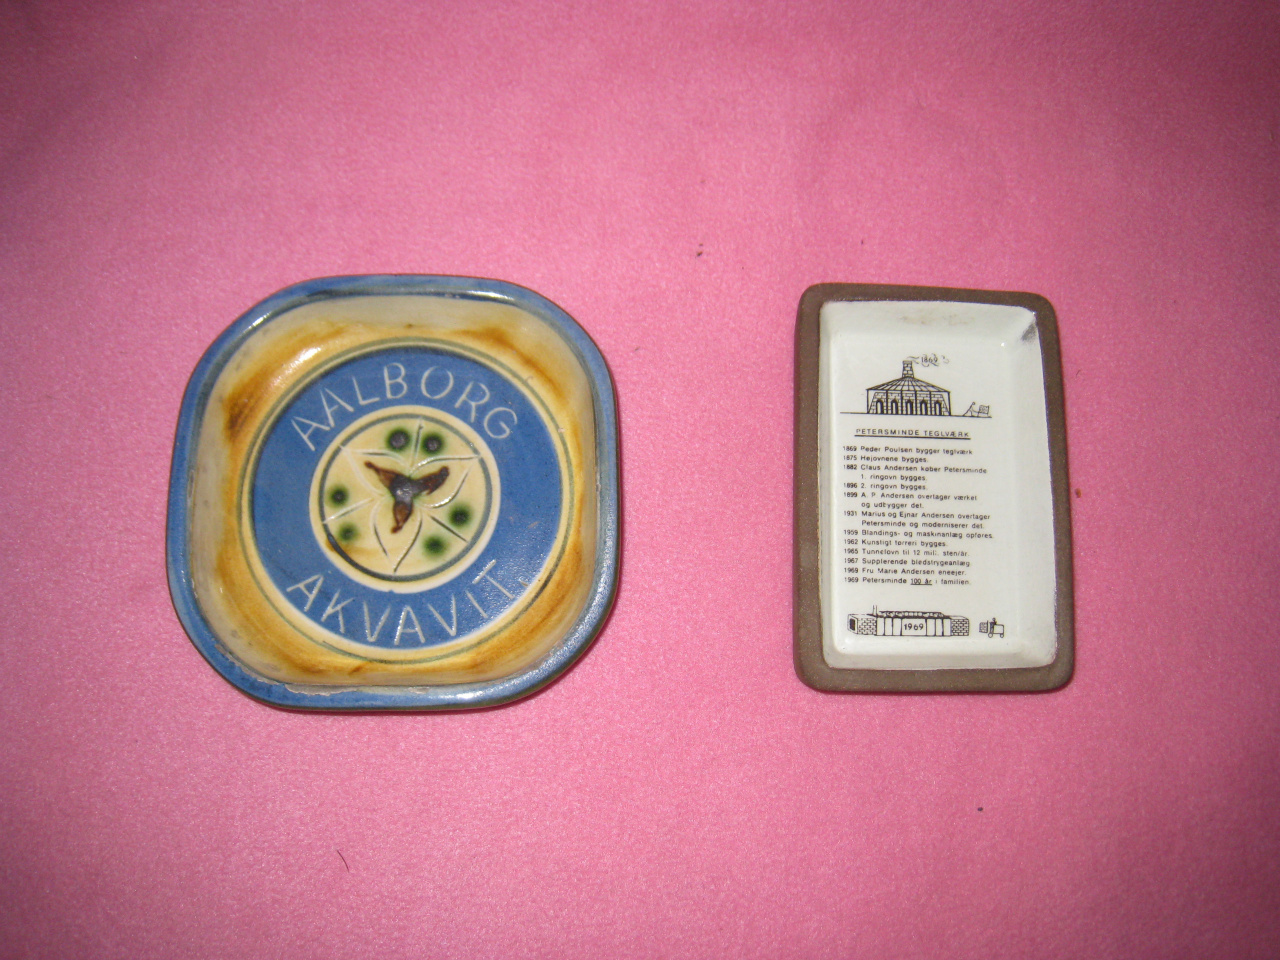 AALBORG
AKVAVIT
1869
PETERSMINDE TEGLVÆRK
1869 Peder Poulsen bygger teglværk
1875 Højovnene bygges.
1882 Claus Andersen køber Petersminde
1. ringovn bygges.
1896 2. ringovn bygges.
1899 A. P. Andersen overtager værket
og udbygger det.
1931 Marius og Ejnar Andersen overtager
Petersminde og moderniserer det.
1959 Blandings- og maskinanlæg opføres.
1962 Kunstigt tørreri bygges.
1965 Tunnelovn til 12 mill. sten/år.
1967 Supplerende blødstrygeanlæg
1969 Fru Marie Andersen eneejer.
1969 Petersminde 100 år i familien.
1969